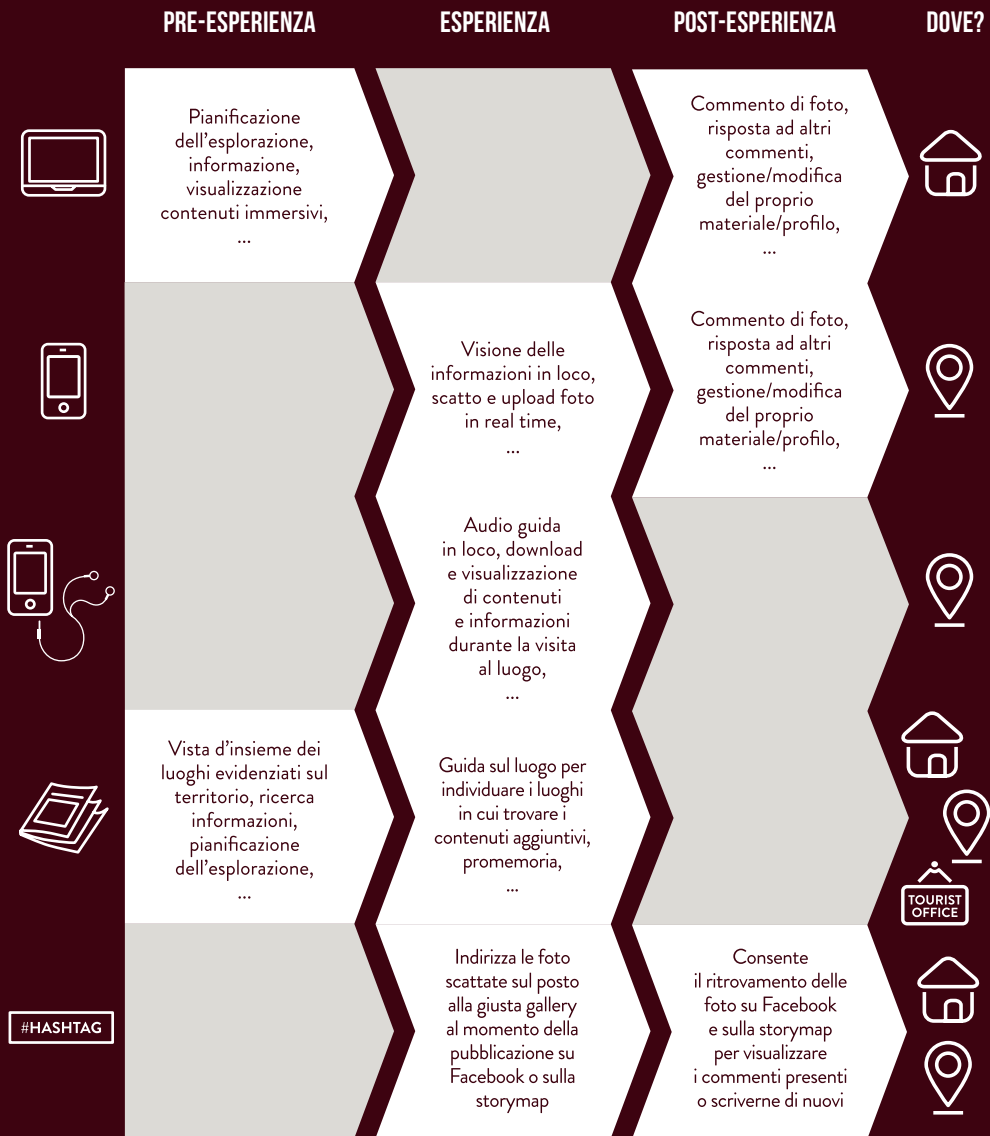 PRE-ESPERIENZA
ESPERIENZA
POST-ESPERIENZA
DOVE?
Pianificazione
dell'esplorazione,
informazione,
visualizzazione
contenuti immersivi,
...
Commento di foto,
risposta ad altri
commenti,
gestione/modifica
del proprio
materiale/profilo,
...
Visione delle
informazioni in loco,
scatto e upload foto
in real time,
...
Commento di foto,
risposta ad altri
commenti,
gestione/modifica
del proprio
materiale/profilo,
...
Audio guida
in loco, download
e visualizzazione
di contenuti
e informazioni
durante la visita
al luogo,
...
Vista d'insieme dei
luoghi evidenziati sul
territorio, ricerca
informazioni,
pianificazione
dell'esplorazione,
...
Guida sul luogo per
individuare i luoghi
in cui trovare i
contenuti aggiuntivi,
promemoria,
...
TOURIST
OFFICE
#HASHTAG
Indirizza le foto
scattate sul posto
alla giusta gallery
al momento della
pubblicazione su
Facebook o sulla
storymap
Consente
il ritrovamento delle
foto su Facebook
e sulla storymap
per visualizzare
i commenti presenti
o scriverne di nuovi